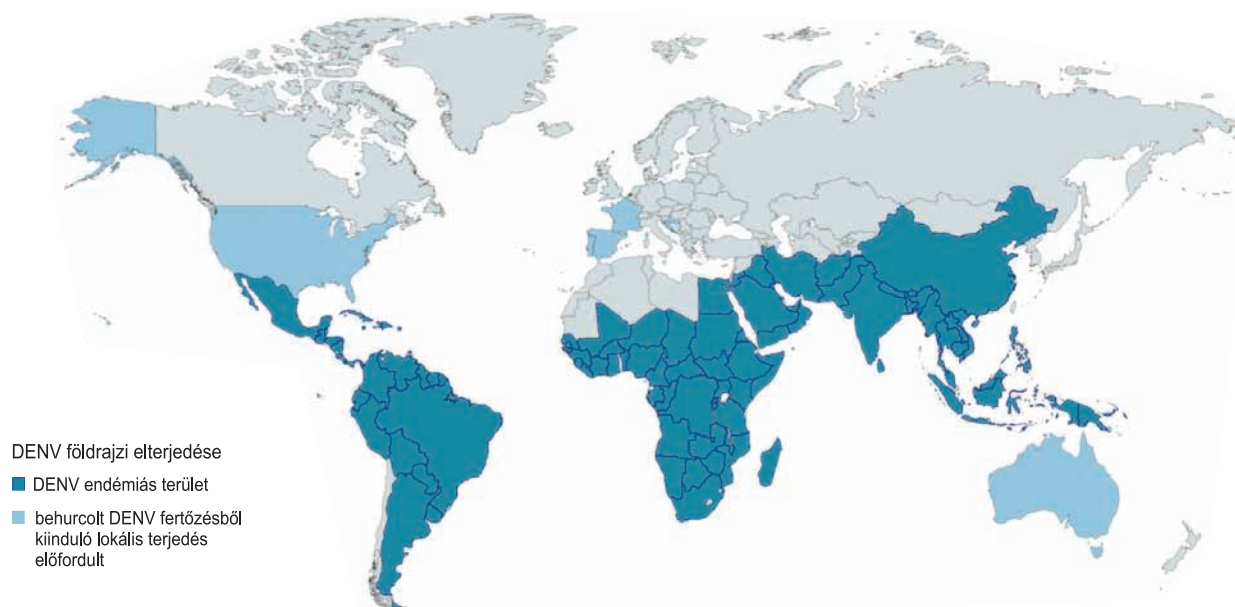 DENV földrajzi elterjedése
DENV endémiás terület
behurcolt DENV fertőzésből
kiinduló lokális terjedés
előfordult